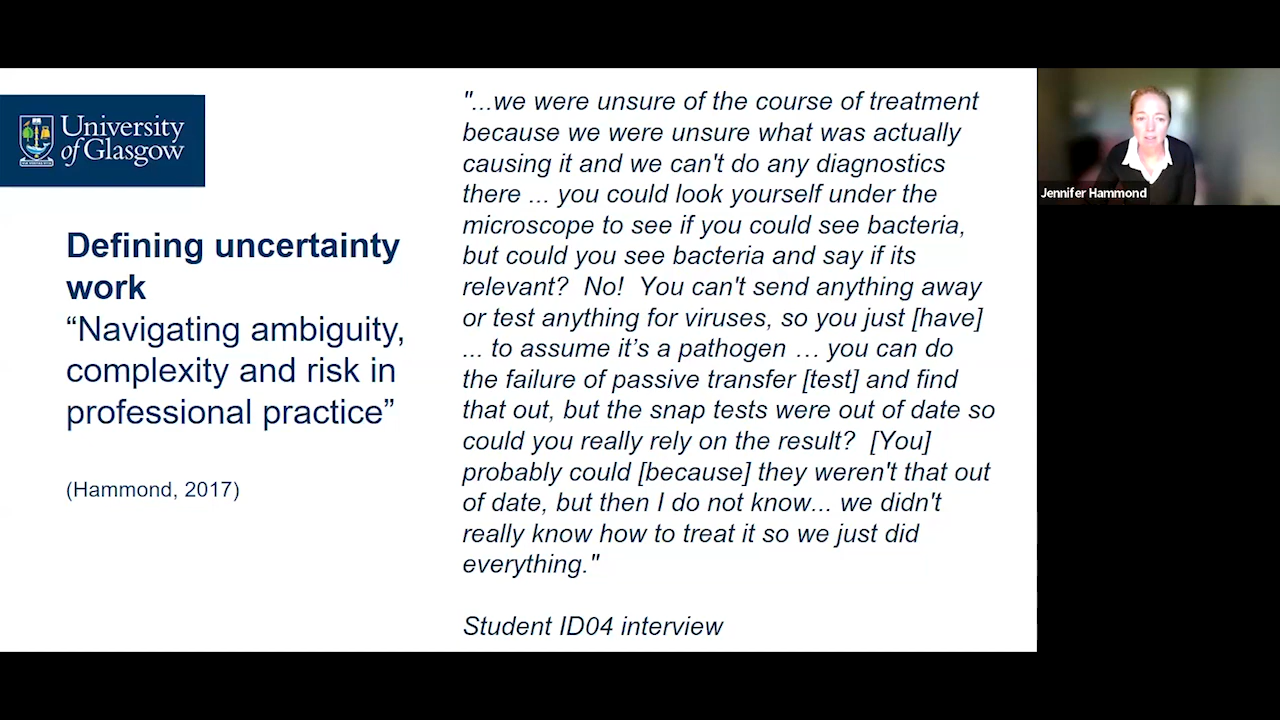 University
of Glasgow
Defining uncertainty
work
“Navigating ambiguity,
complexity and risk in
professional practice”
(Hammond, 2017)
"...we were unsure of the course of treatment
because we were unsure what was actually
causing it and we can't do any diagnostics
there ... you could look yourself under the
microscope to see if you could see bacteria,
but could you see bacteria and say if its
relevant?  No!  You can't send anything away
or test anything for viruses, so you just [have]
... to assume it’s a pathogen … you can do
the failure of passive transfer [test] and find
that out, but the snap tests were out of date so
could you really rely on the result?  [You]
probably could [because] they weren't that out
of date, but then I do not know... we didn't
really know how to treat it so we just did
everything."
Student ID04 interview
Jennifer Hammond